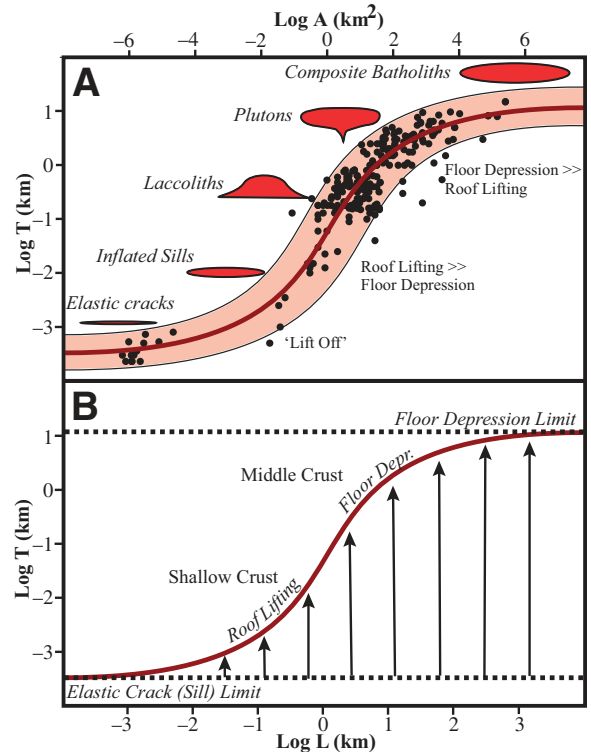 Log A (km2)
−6 −4 −2 0 2 4 6
A
Composite Batholiths
Plutons
Laccoliths
Inflated Sills
Elastic cracks
Floor Depression >>
Roof Lifting
Roof Lifting >>
Floor Depression
‘Lift Off’
Log T (km)
1
0
−1
−2
−3
B
Floor Depression Limit
Middle Crust
Floor Depr.
Shallow Crust
Roof Lifting
Elastic Crack (Sill) Limit
Log T (km)
1
0
−1
−2
−3
−3 −2 −1 0 1 2 3
Log L (km)